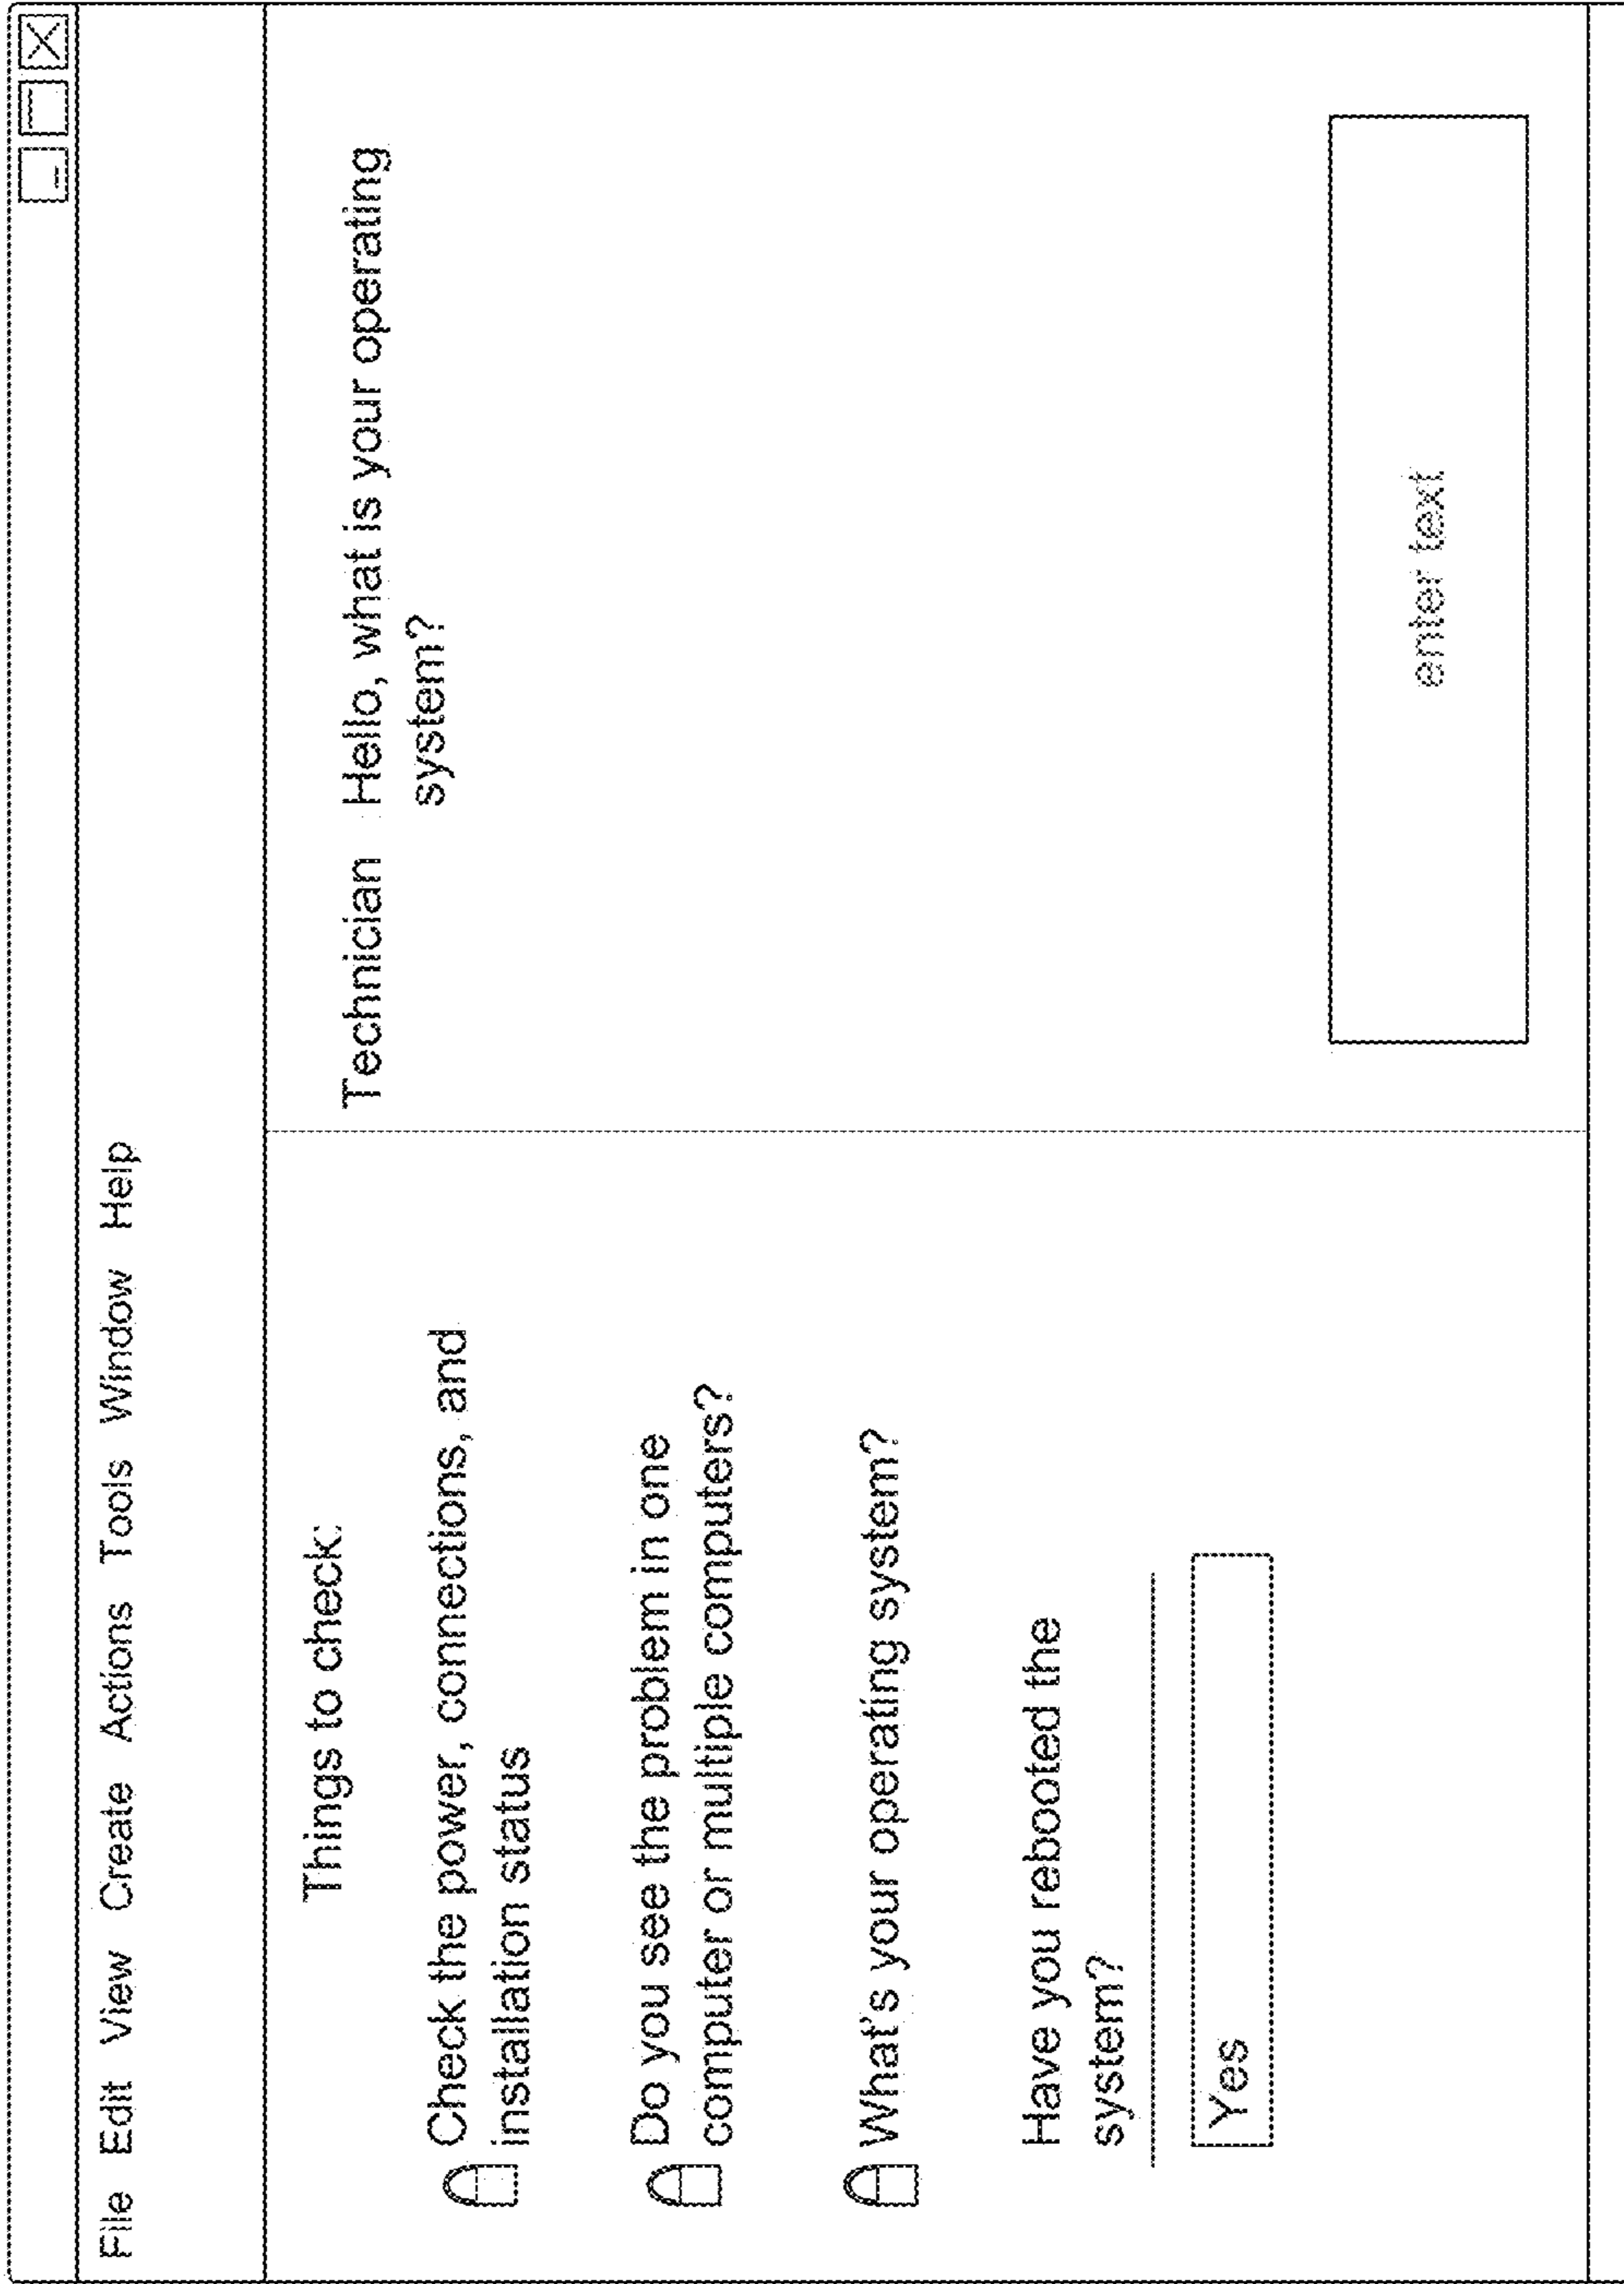 File Edit View Create Actions Tools Window Help
Things to check:
Check the power, connections, and
installation status
Do you see the problem in one
computer or multiple computers?
What's your operating system?
Have you rebooted the
system?
Yes
Technician Hello, what is your operating
system?
enter text